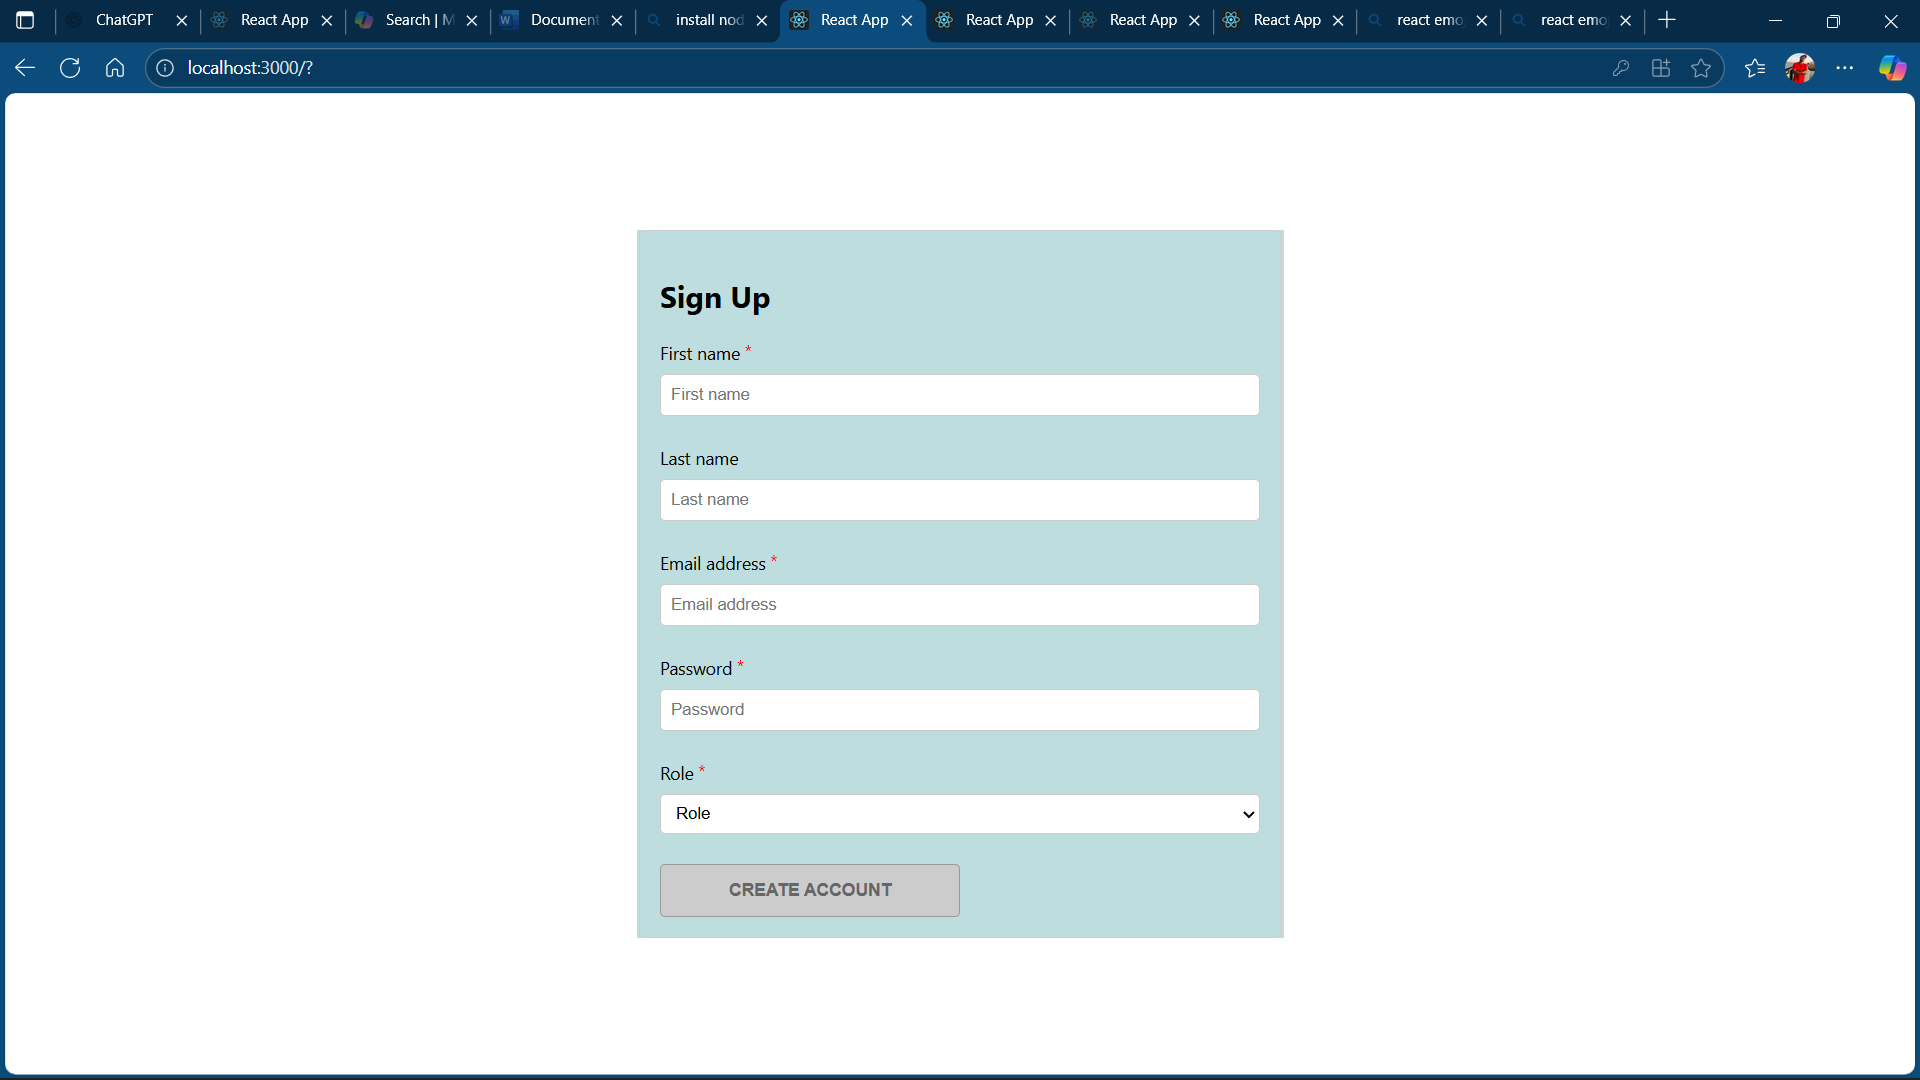 ChatGPT
React App
Search | M
Document
install nod
React App
React App
React App
React App
react emo
react emo
localhost:3000/?
Sign Up
First name *
First name
Last name
Last name
Email address *
Email address
Password *
Password
Role *
Role
CREATE ACCOUNT